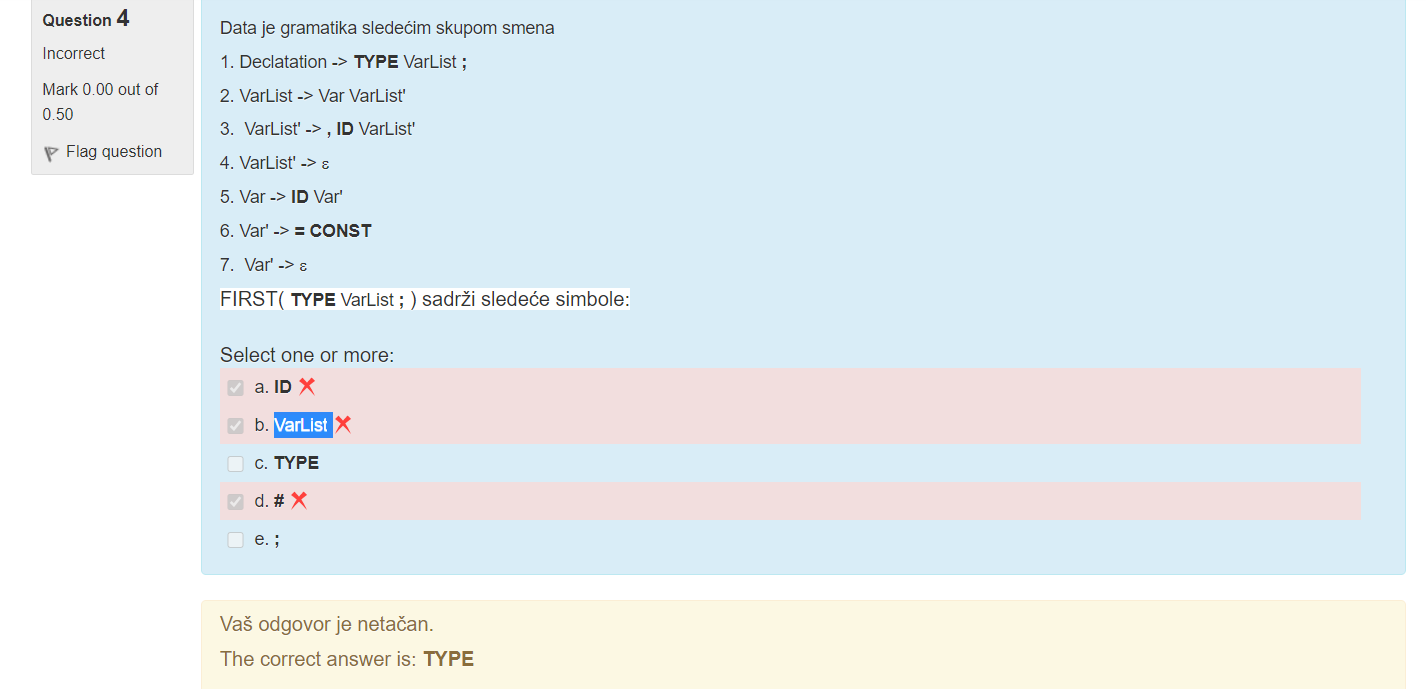 Question 4
Incorrect
Mark 0.00 out of
0.50
Flag question
Data je gramatika sledećim skupom smena
1. Declatation -> TYPE VarList ;
2. VarList -> Var VarList'
3. VarList' -> , ID VarList'
4. VarList' -> ε
5. Var -> ID Var'
6. Var' -> = CONST
7. Var' -> ε
FIRST( TYPE VarList ; ) sadrži sledeće simbole:
Select one or more:
a. ID
b. VarList
c. TYPE
d. #
e. ;
Vaš odgovor je netačan.
The correct answer is: TYPE